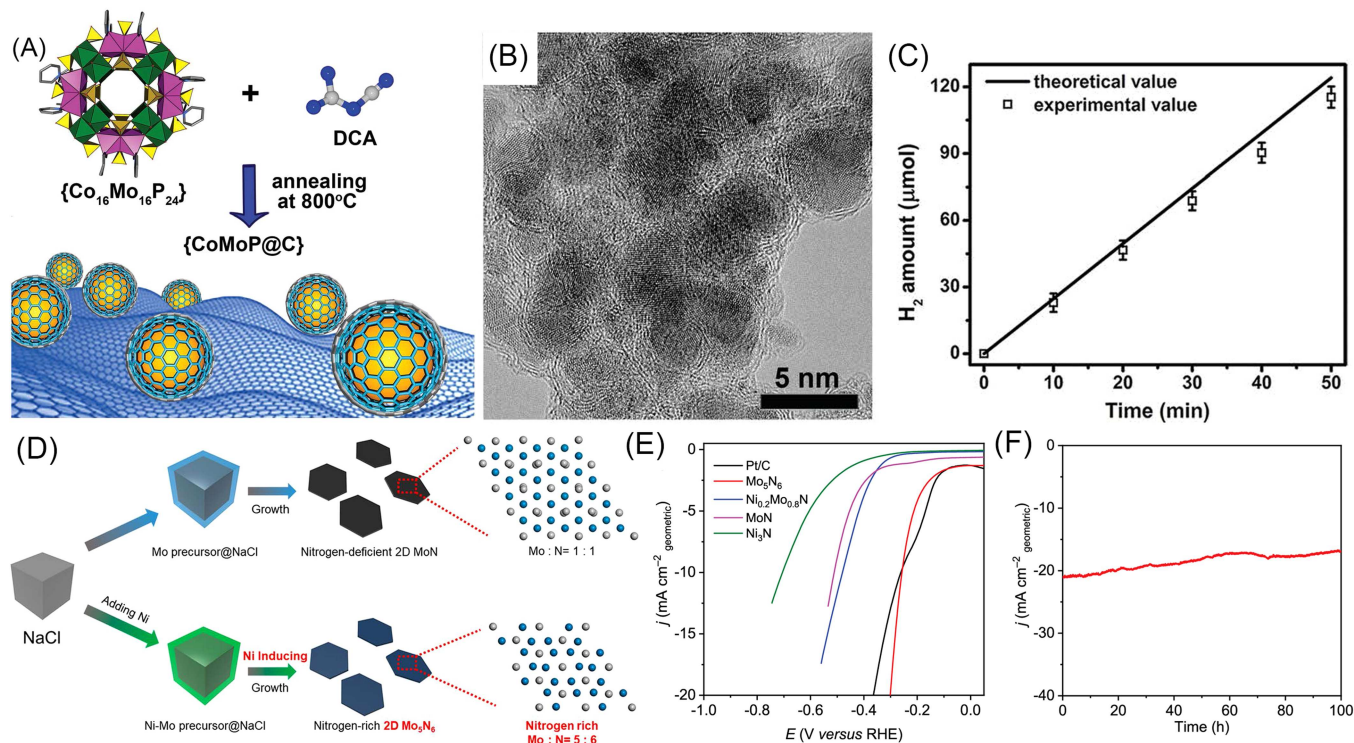 (A)
+
DCA
{Co₁₆Mo₁₆P₂₄}
annealing
at 800°C
{CoMoP@C}
(B)
5 nm
(C)
theoretical value
experimental value
120
90
60
30
0
H₂ amount (μmol)
0 10 20 30 40 50
Time (min)
(D)
NaCl
Mo precursor@NaCl
Growth
Nitrogen-deficient 2D MoN
Mo : N= 1 : 1
Adding Ni
Ni-Mo precursor@NaCl
Ni Inducing
Growth
Nitrogen-rich 2D Mo₅N₆
Nitrogen rich
Mo : N= 5 : 6
(E)
Pt/C
Mo₅N₆
Ni₀.₂Mo₀.₈N
MoN
Ni₃N
0
-5
-10
-15
-20
j (mA cm⁻² geometric)
-1.0 -0.8 -0.6 -0.4 -0.2 0.0
E (V versus RHE)
(F)
0
-10
-20
-30
-40
j (mA cm⁻² geometric)
0 20 40 60 80 100
Time (h)